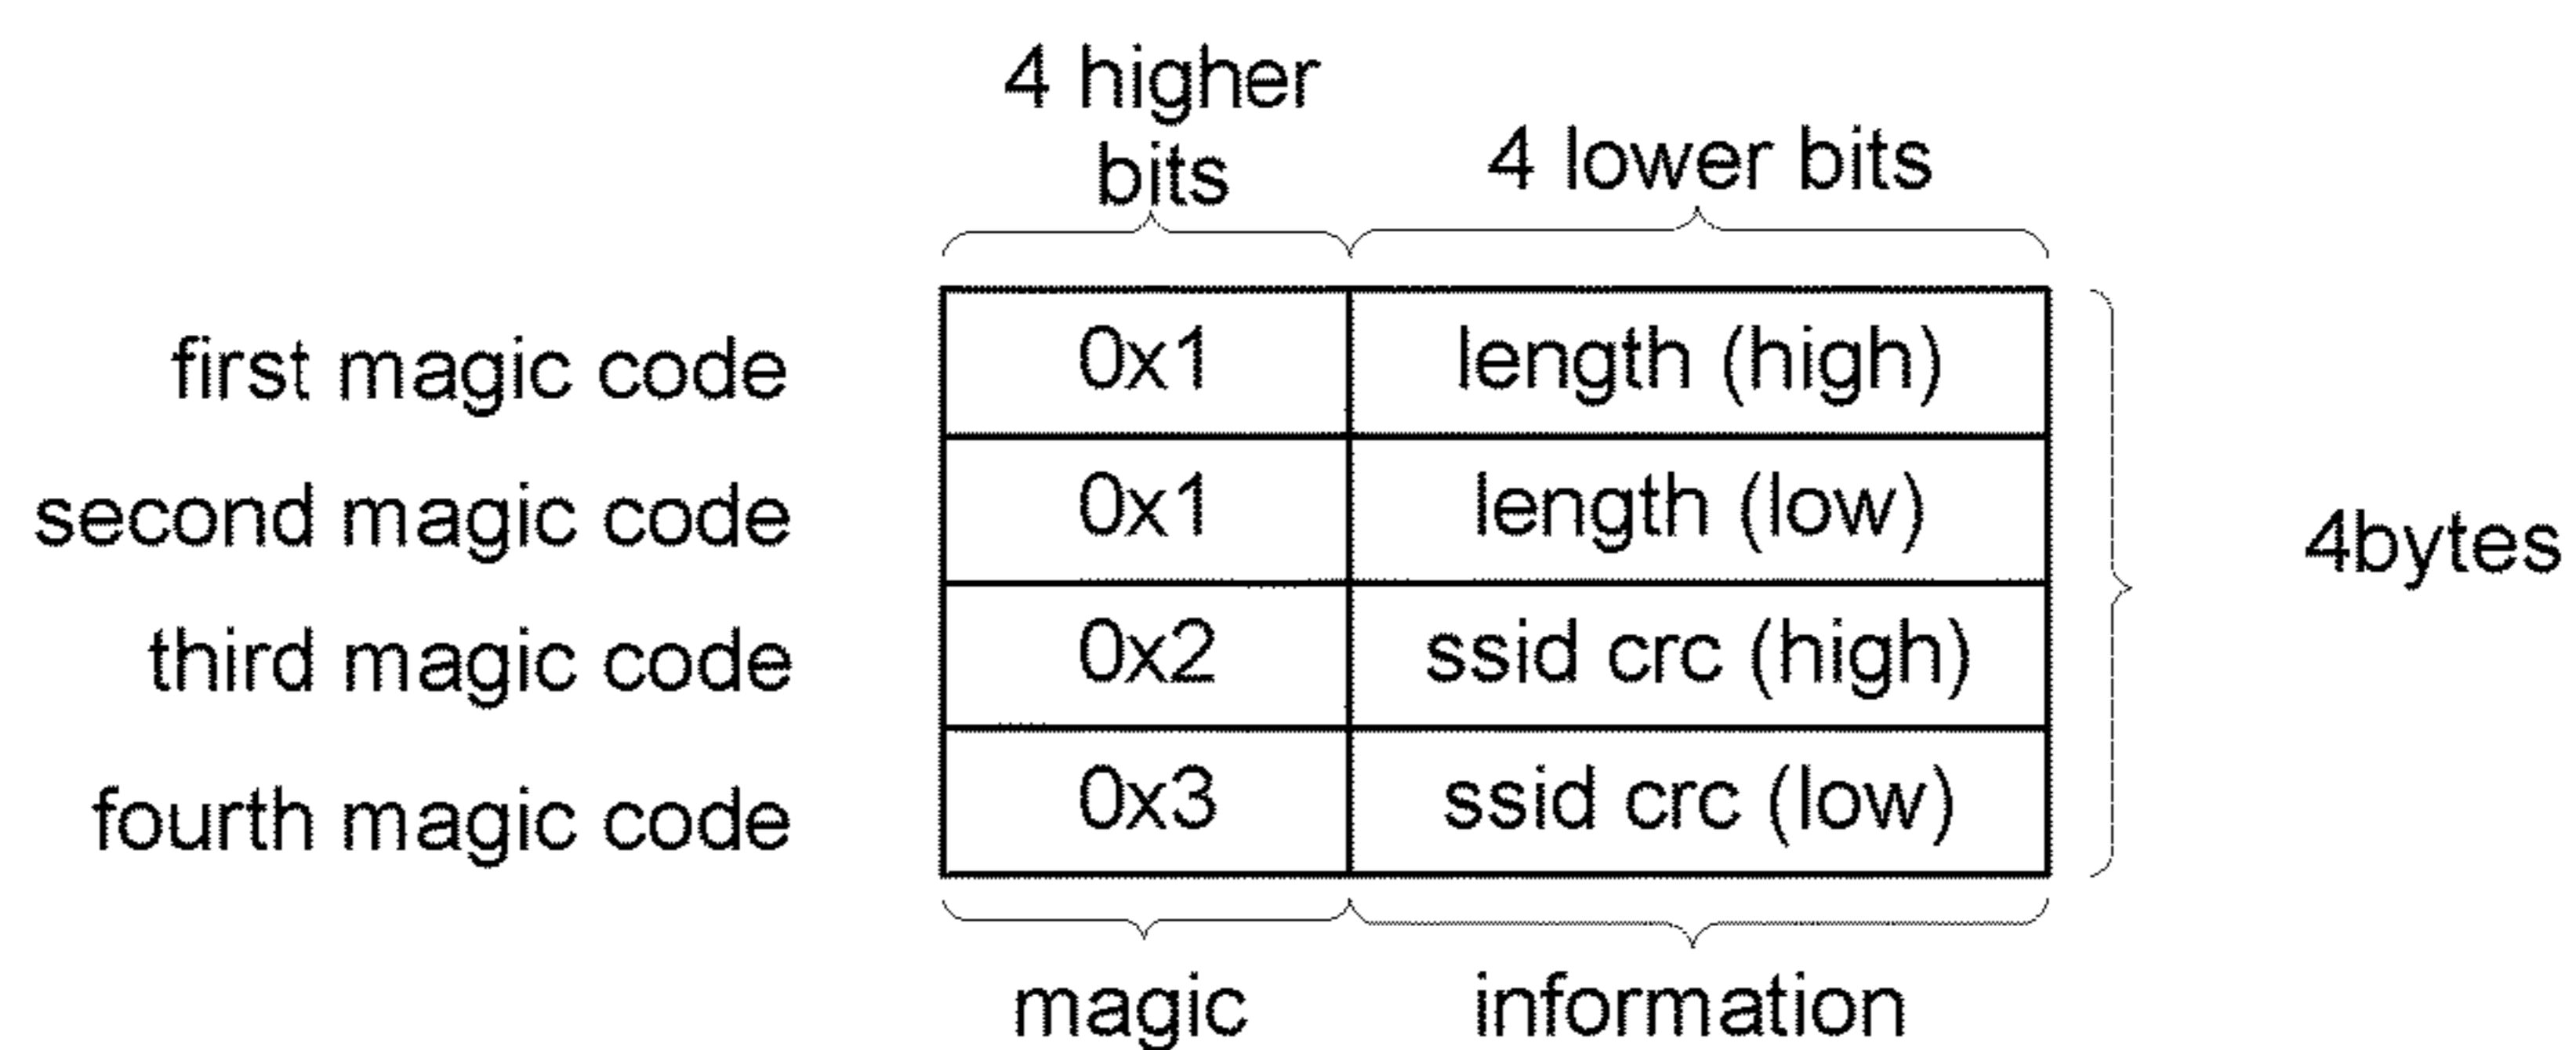 4 higher
bits
4 lower bits
first magic code 0x1 length (high)
second magic code 0x1 length (low)
4bytes
third magic code 0x2 ssid crc (high)
fourth magic code 0x3 ssid crc (low)
magic information